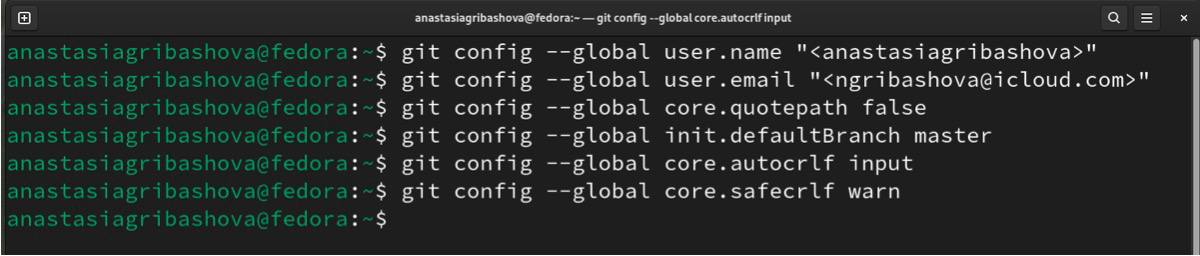 anastasiagribashova@fedora:~ — git config --global core.autocrlf input
anastasiagribashova@fedora:~$ git config --global user.name "<anastasiagribashova>"
anastasiagribashova@fedora:~$ git config --global user.email "<ngribashova@icloud.com>"
anastasiagribashova@fedora:~$ git config --global core.quotepath false
anastasiagribashova@fedora:~$ git config --global init.defaultBranch master
anastasiagribashova@fedora:~$ git config --global core.autocrlf input
anastasiagribashova@fedora:~$ git config --global core.safecrlf warn
anastasiagribashova@fedora:~$